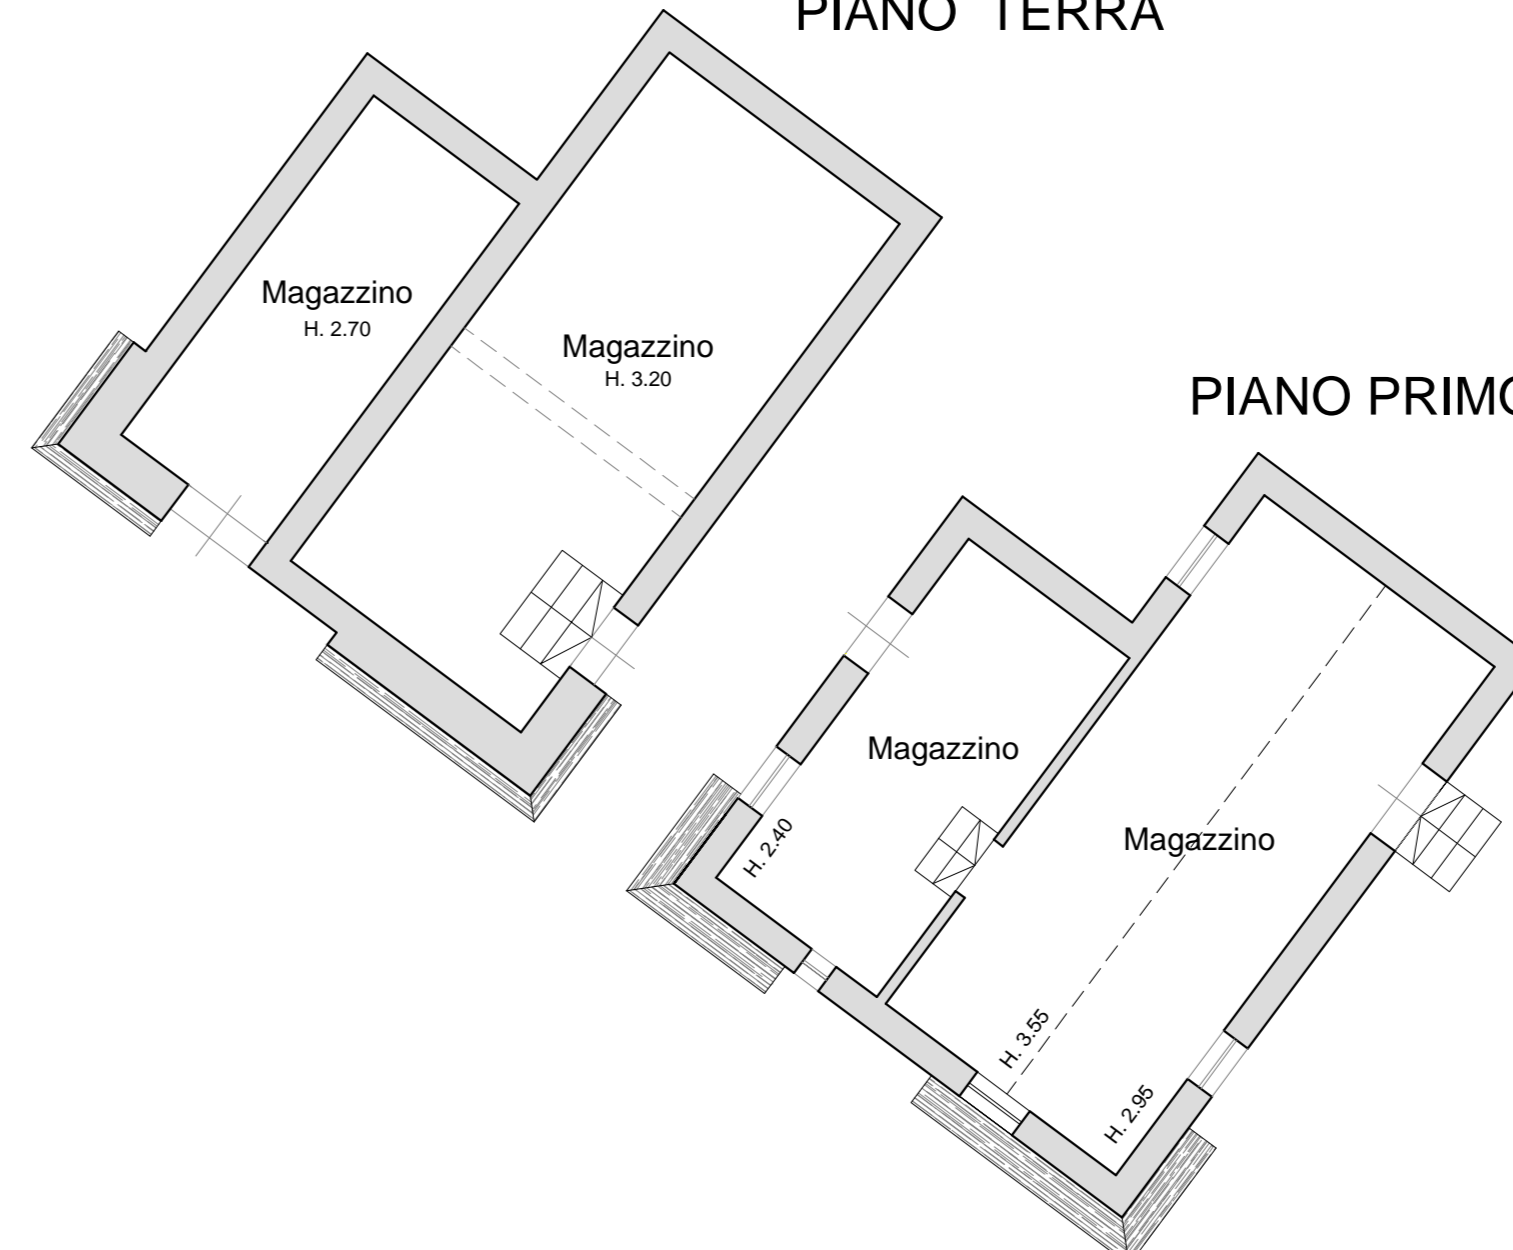 PIANO TERRA
Magazzino
H. 2.70
Magazzino
H. 3.20
PIANO PRIMO
Magazzino
H. 2.40
Magazzino
H. 3.55
H. 2.95